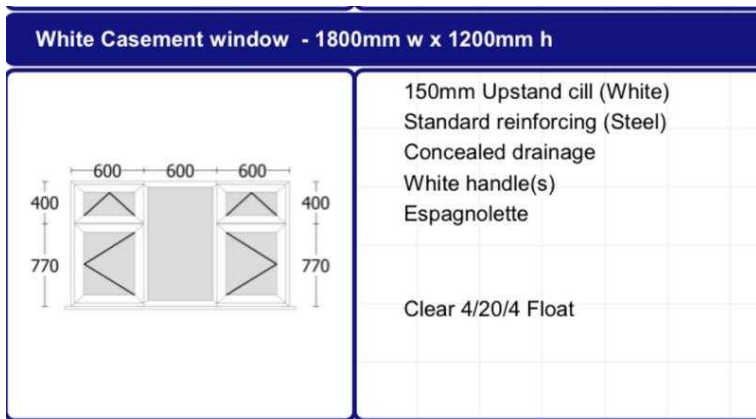 White Casement window - 1800mm w x 1200mm h
150mm Upstand cill (White)
Standard reinforcing (Steel)
Concealed drainage
White handle(s)
Espagnolette
Clear 4/20/4 Float
600 600 600
400 400
770 770